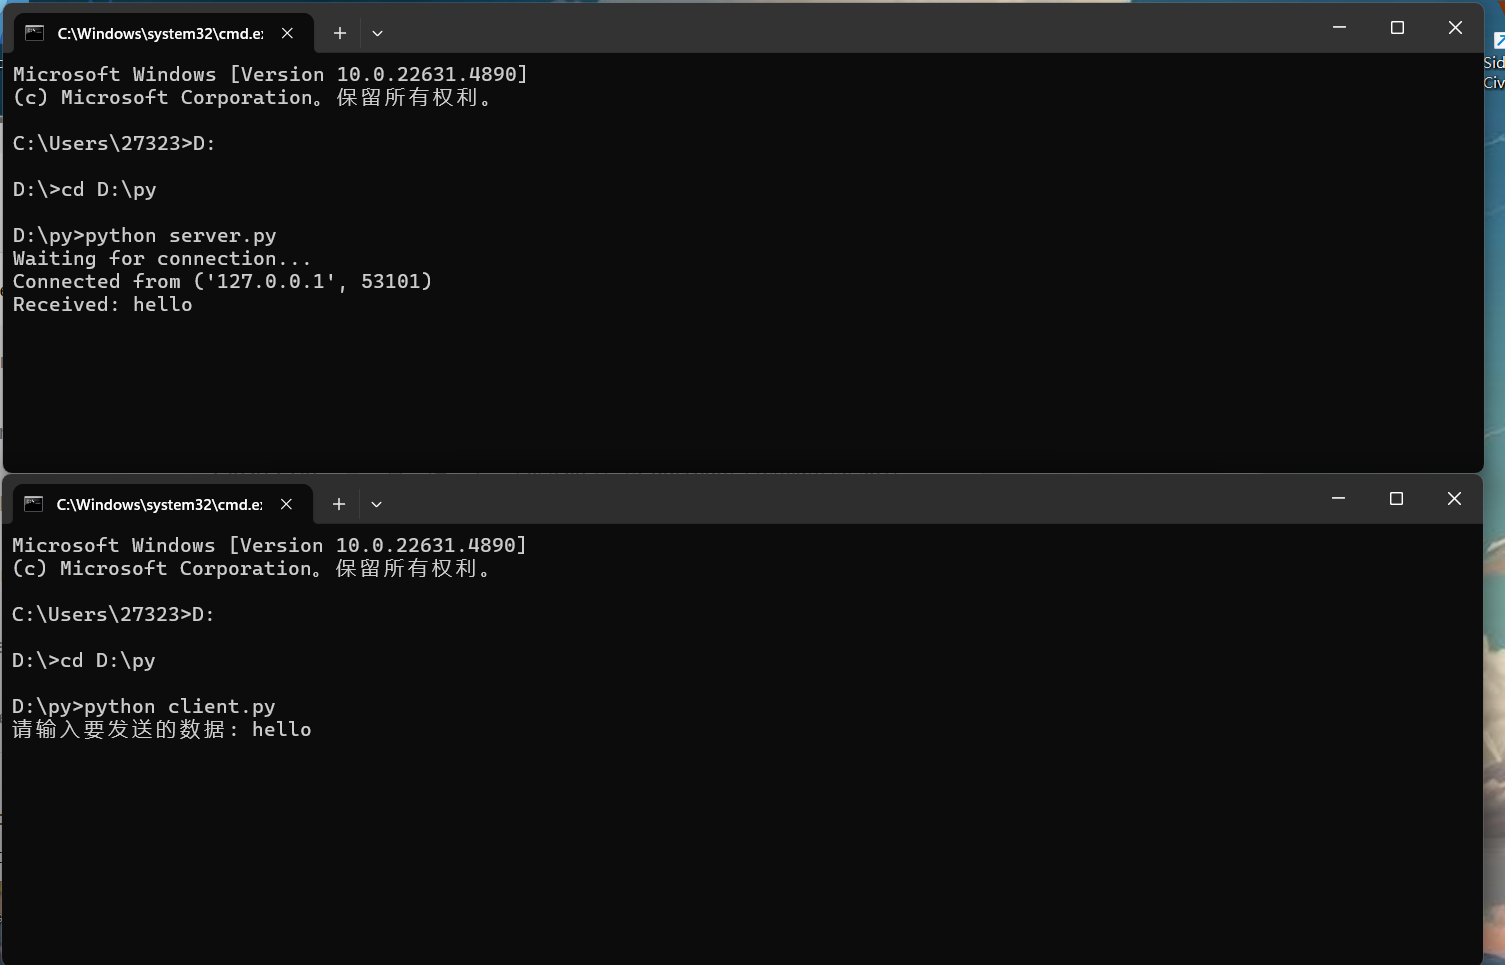 C:\Windows\system32\cmd.e
Microsoft Windows [Version 10.0.22631.4890]
(c) Microsoft Corporation。保留所有权利。
C:\Users\27323>D:
D:\>cd D:\py
D:\py>python server.py
Waiting for connection...
Connected from ('127.0.0.1', 53101)
Received: hello
C:\Windows\system32\cmd.e
Microsoft Windows [Version 10.0.22631.4890]
(c) Microsoft Corporation。保留所有权利。
C:\Users\27323>D:
D:\>cd D:\py
D:\py>python client.py
请输入要发送的数据: hello
Sid
Civ